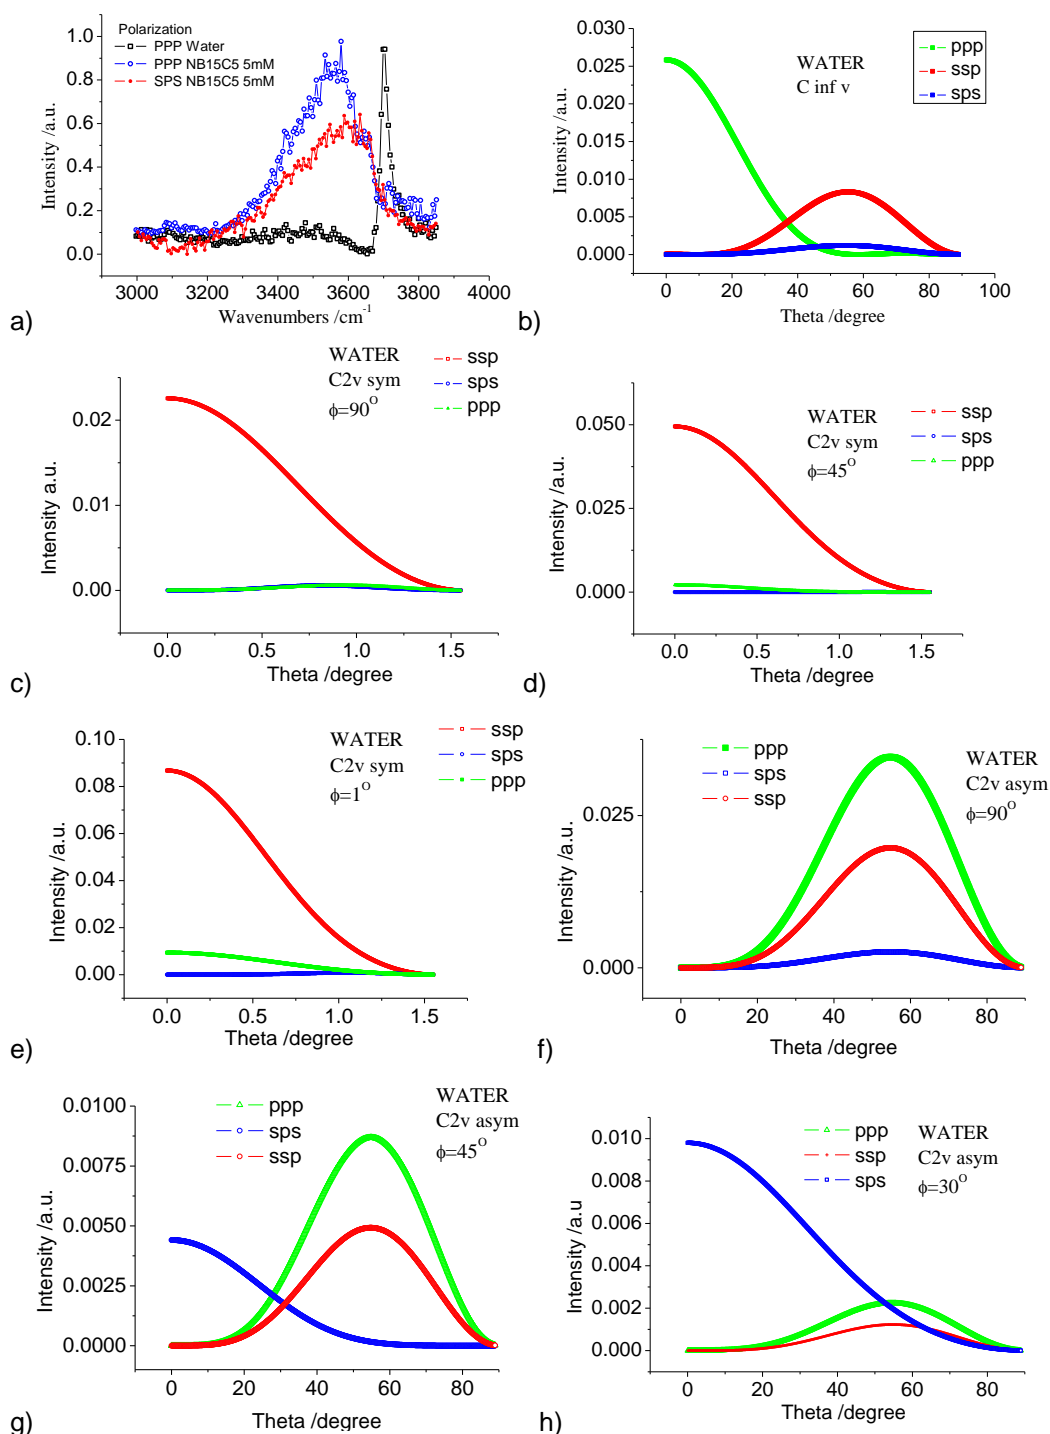 Polarization
PPP Water
PPP NB15C5 5mM
SPS NB15C5 5mM
1.0
0.8
0.6
0.4
0.2
0.0
Intensity /a.u.
3000 3200 3400 3600 3800 4000
Wavenumbers /cm-1
a)
0.030
0.025
0.020
0.015
0.010
0.005
0.000
Intensity /a.u.
WATER
C inf v
ppp
ssp
sps
0 20 40 60 80 100
Theta /degree
b)
WATER
C2v sym
ϕ=90O
ssp
sps
ppp
0.02
0.01
0.00
Intensity a.u.
0.0 0.5 1.0 1.5
Theta /degree
c)
WATER
C2v sym
ϕ=45O
ssp
sps
ppp
0.050
0.025
0.000
Intensity /a.u.
0.0 0.5 1.0 1.5
Theta /degree
d)
WATER
C2v sym
ϕ=1O
ssp
sps
ppp
0.10
0.08
0.06
0.04
0.02
0.00
Intensity /a.u.
0.0 0.5 1.0 1.5
Theta /degree
e)
ppp
sps
ssp
WATER
C2v asym
ϕ=90O
0.025
0.000
Intensity /a.u.
0 20 40 60 80
Theta /degree
f)
ppp
sps
ssp
WATER
C2v asym
ϕ=45O
0.0100
0.0075
0.0050
0.0025
0.0000
Intensity /a.u.
0 20 40 60 80
Theta /degree
g)
ppp
ssp
sps
WATER
C2v asym
ϕ=30O
0.010
0.008
0.006
0.004
0.002
0.000
Intensity /a.u
0 20 40 60 80
Theta /degree
h)